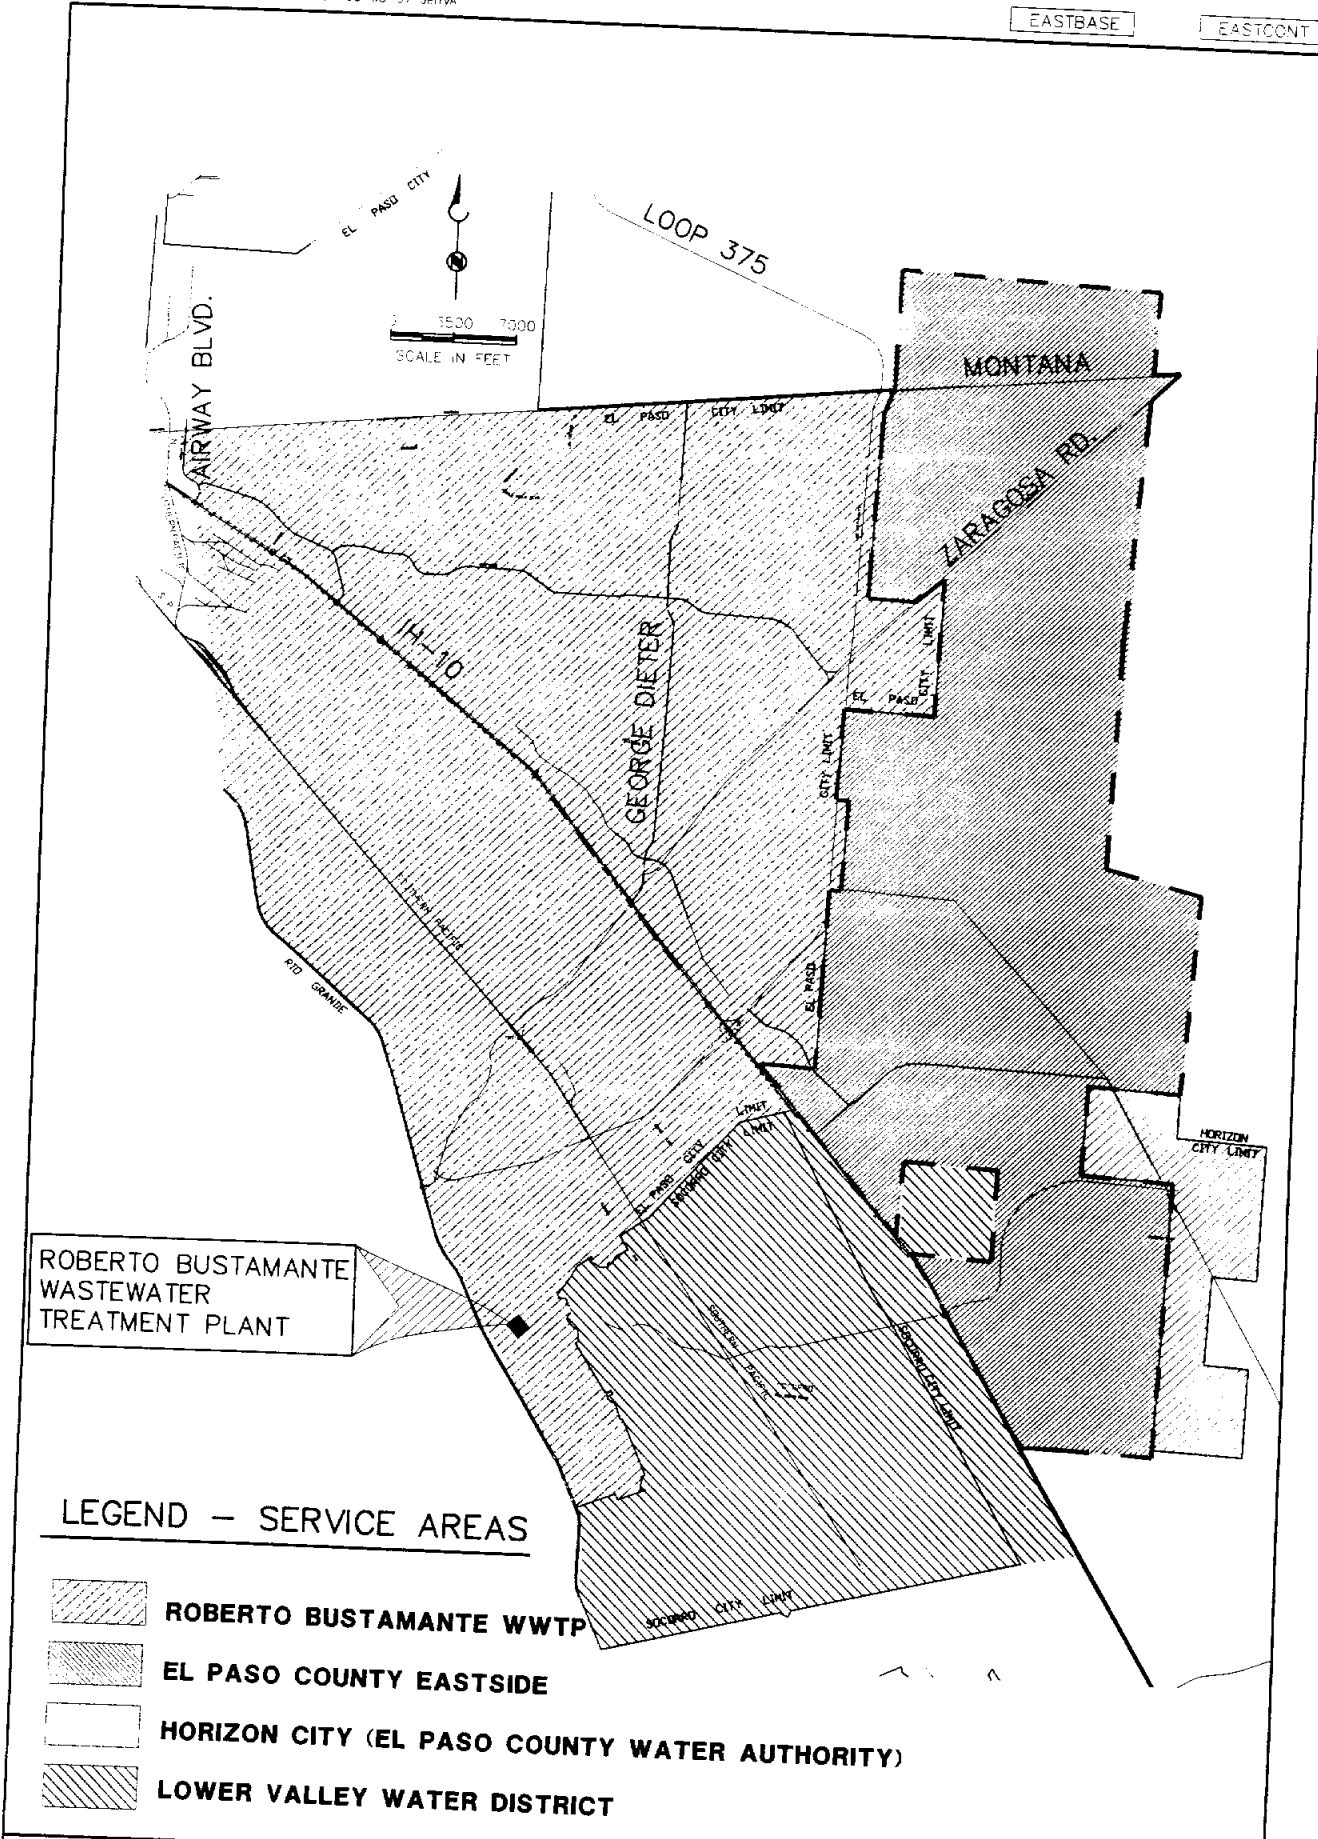 EASTBASE
EASTCONT
EL PASO CITY
LOOP 375
3500 7000
SCALE IN FEET
AIRWAY BLVD.
MONTANA
EL PASO CITY LIMIT
ZARAGOSA RD.
IH-10
GEORGE DIETER
CITY LIMIT
EL PASO
CITY LIMIT
SOUTHERN PACIFIC
EL PASO
RIO GRANDE
LIMIT
LIMIT
EL PASO CITY
SOCORRO CITY
HORIZON
CITY LIMIT
ROBERTO BUSTAMANTE
WASTEWATER
TREATMENT PLANT
SOUTHERN PACIFIC
SOCORRO CITY LIMIT
SOCORRO CITY LIMIT
LEGEND – SERVICE AREAS
ROBERTO BUSTAMANTE WWTP
EL PASO COUNTY EASTSIDE
HORIZON CITY (EL PASO COUNTY WATER AUTHORITY)
LOWER VALLEY WATER DISTRICT